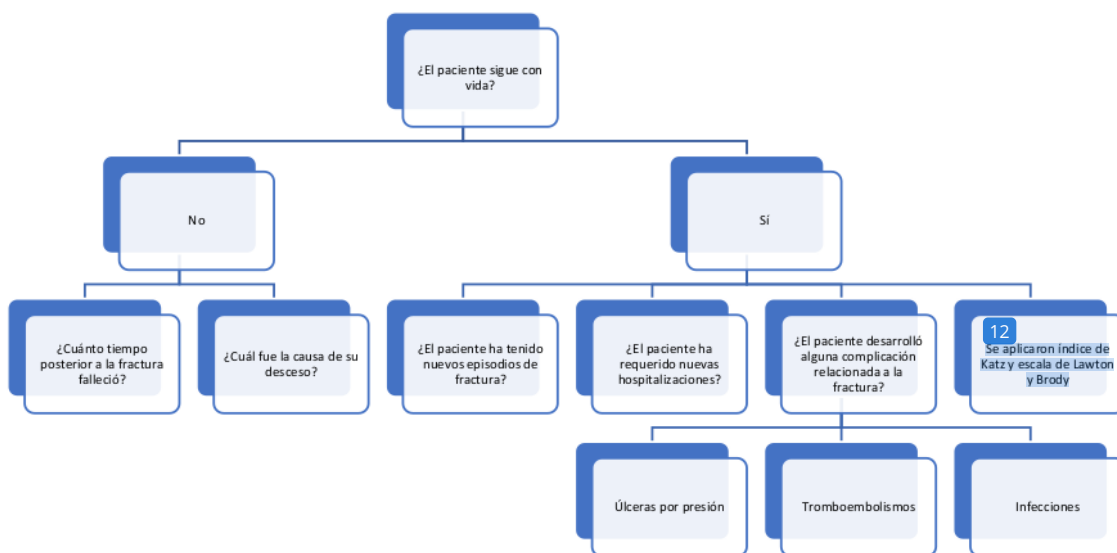 ¿El paciente sigue con
vida?
No
Sí
¿Cuánto tiempo
posterior a la fractura
falleció?
¿Cuál fue la causa de su
desceso?
¿El paciente ha tenido
nuevos episodios de
fractura?
¿El paciente ha
requerido nuevas
hospitalizaciones?
¿El paciente desarrolló
alguna complicación
relacionada a la
fractura?
12
Se aplicaron índice de
Katz y escala de Lawton
y Brody
Úlceras por presión
Tromboembolismos
Infecciones